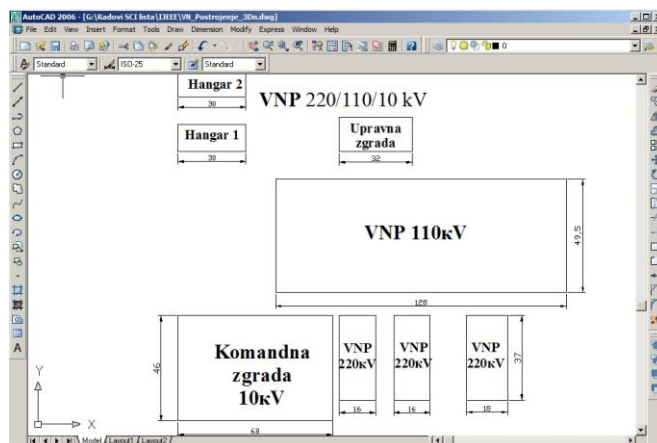 AutoCAD 2006 - [G:\Radovi SCI lista\IJEEE\VN_Postrojenje_3Dn.dwg]
File Edit View Insert Format Tools Draw Dimension Modify Express Window Help
0
Standard ISO-25 Standard
Hangar 2
30
VNP 220/110/10 kV
Hangar 1
30
Upravna
zgrada
32
VNP 110кV
49,5
128
Komandna
zgrada
10кV
46
68
VNP
220кV
16
VNP
220кV
16
VNP
220кV
18
37
Y
X
Model Layout1 Layout2